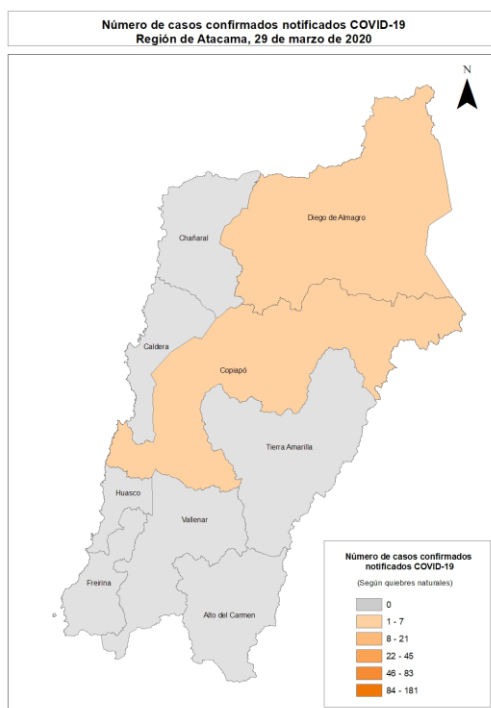 Número de casos confirmados notificados COVID-19
Región de Atacama, 29 de marzo de 2020
N
Diego de Almagro
Chañaral
Caldera
Copiapó
Tierra Amarilla
Huasco
Vallenar
Freirina
Alto del Carmen
Número de casos confirmados
notificados COVID-19
(Según quiebres naturales)
0
1 - 7
8 - 21
22 - 45
46 - 83
84 - 181